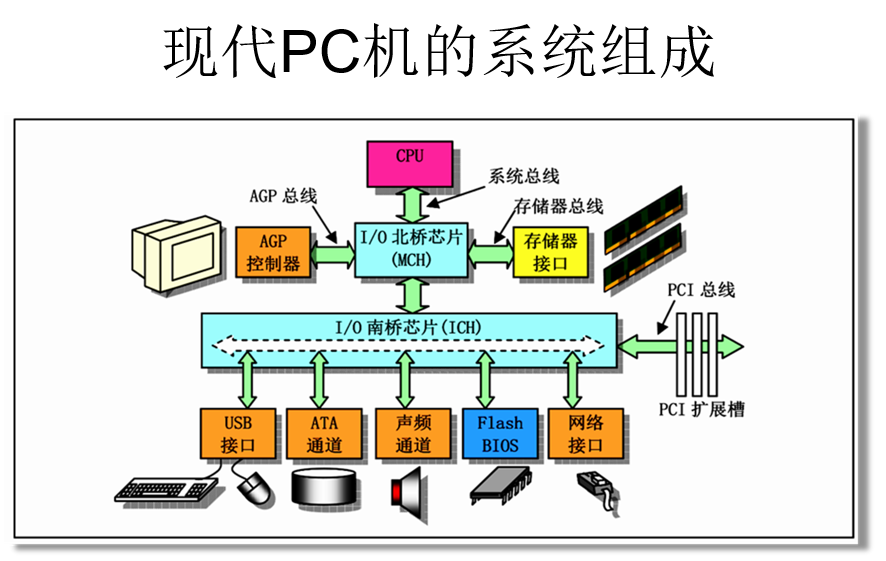 现代PC机的系统组成
CPU
系统总线
AGP 总线
存储器总线
AGP
控制器
I/O 北桥芯片
(MCH)
存储器
接口
PCI 总线
I/O 南桥芯片(ICH)
PCI 扩展槽
USB
接口
ATA
通道
声频
通道
Flash
BIOS
网络
接口